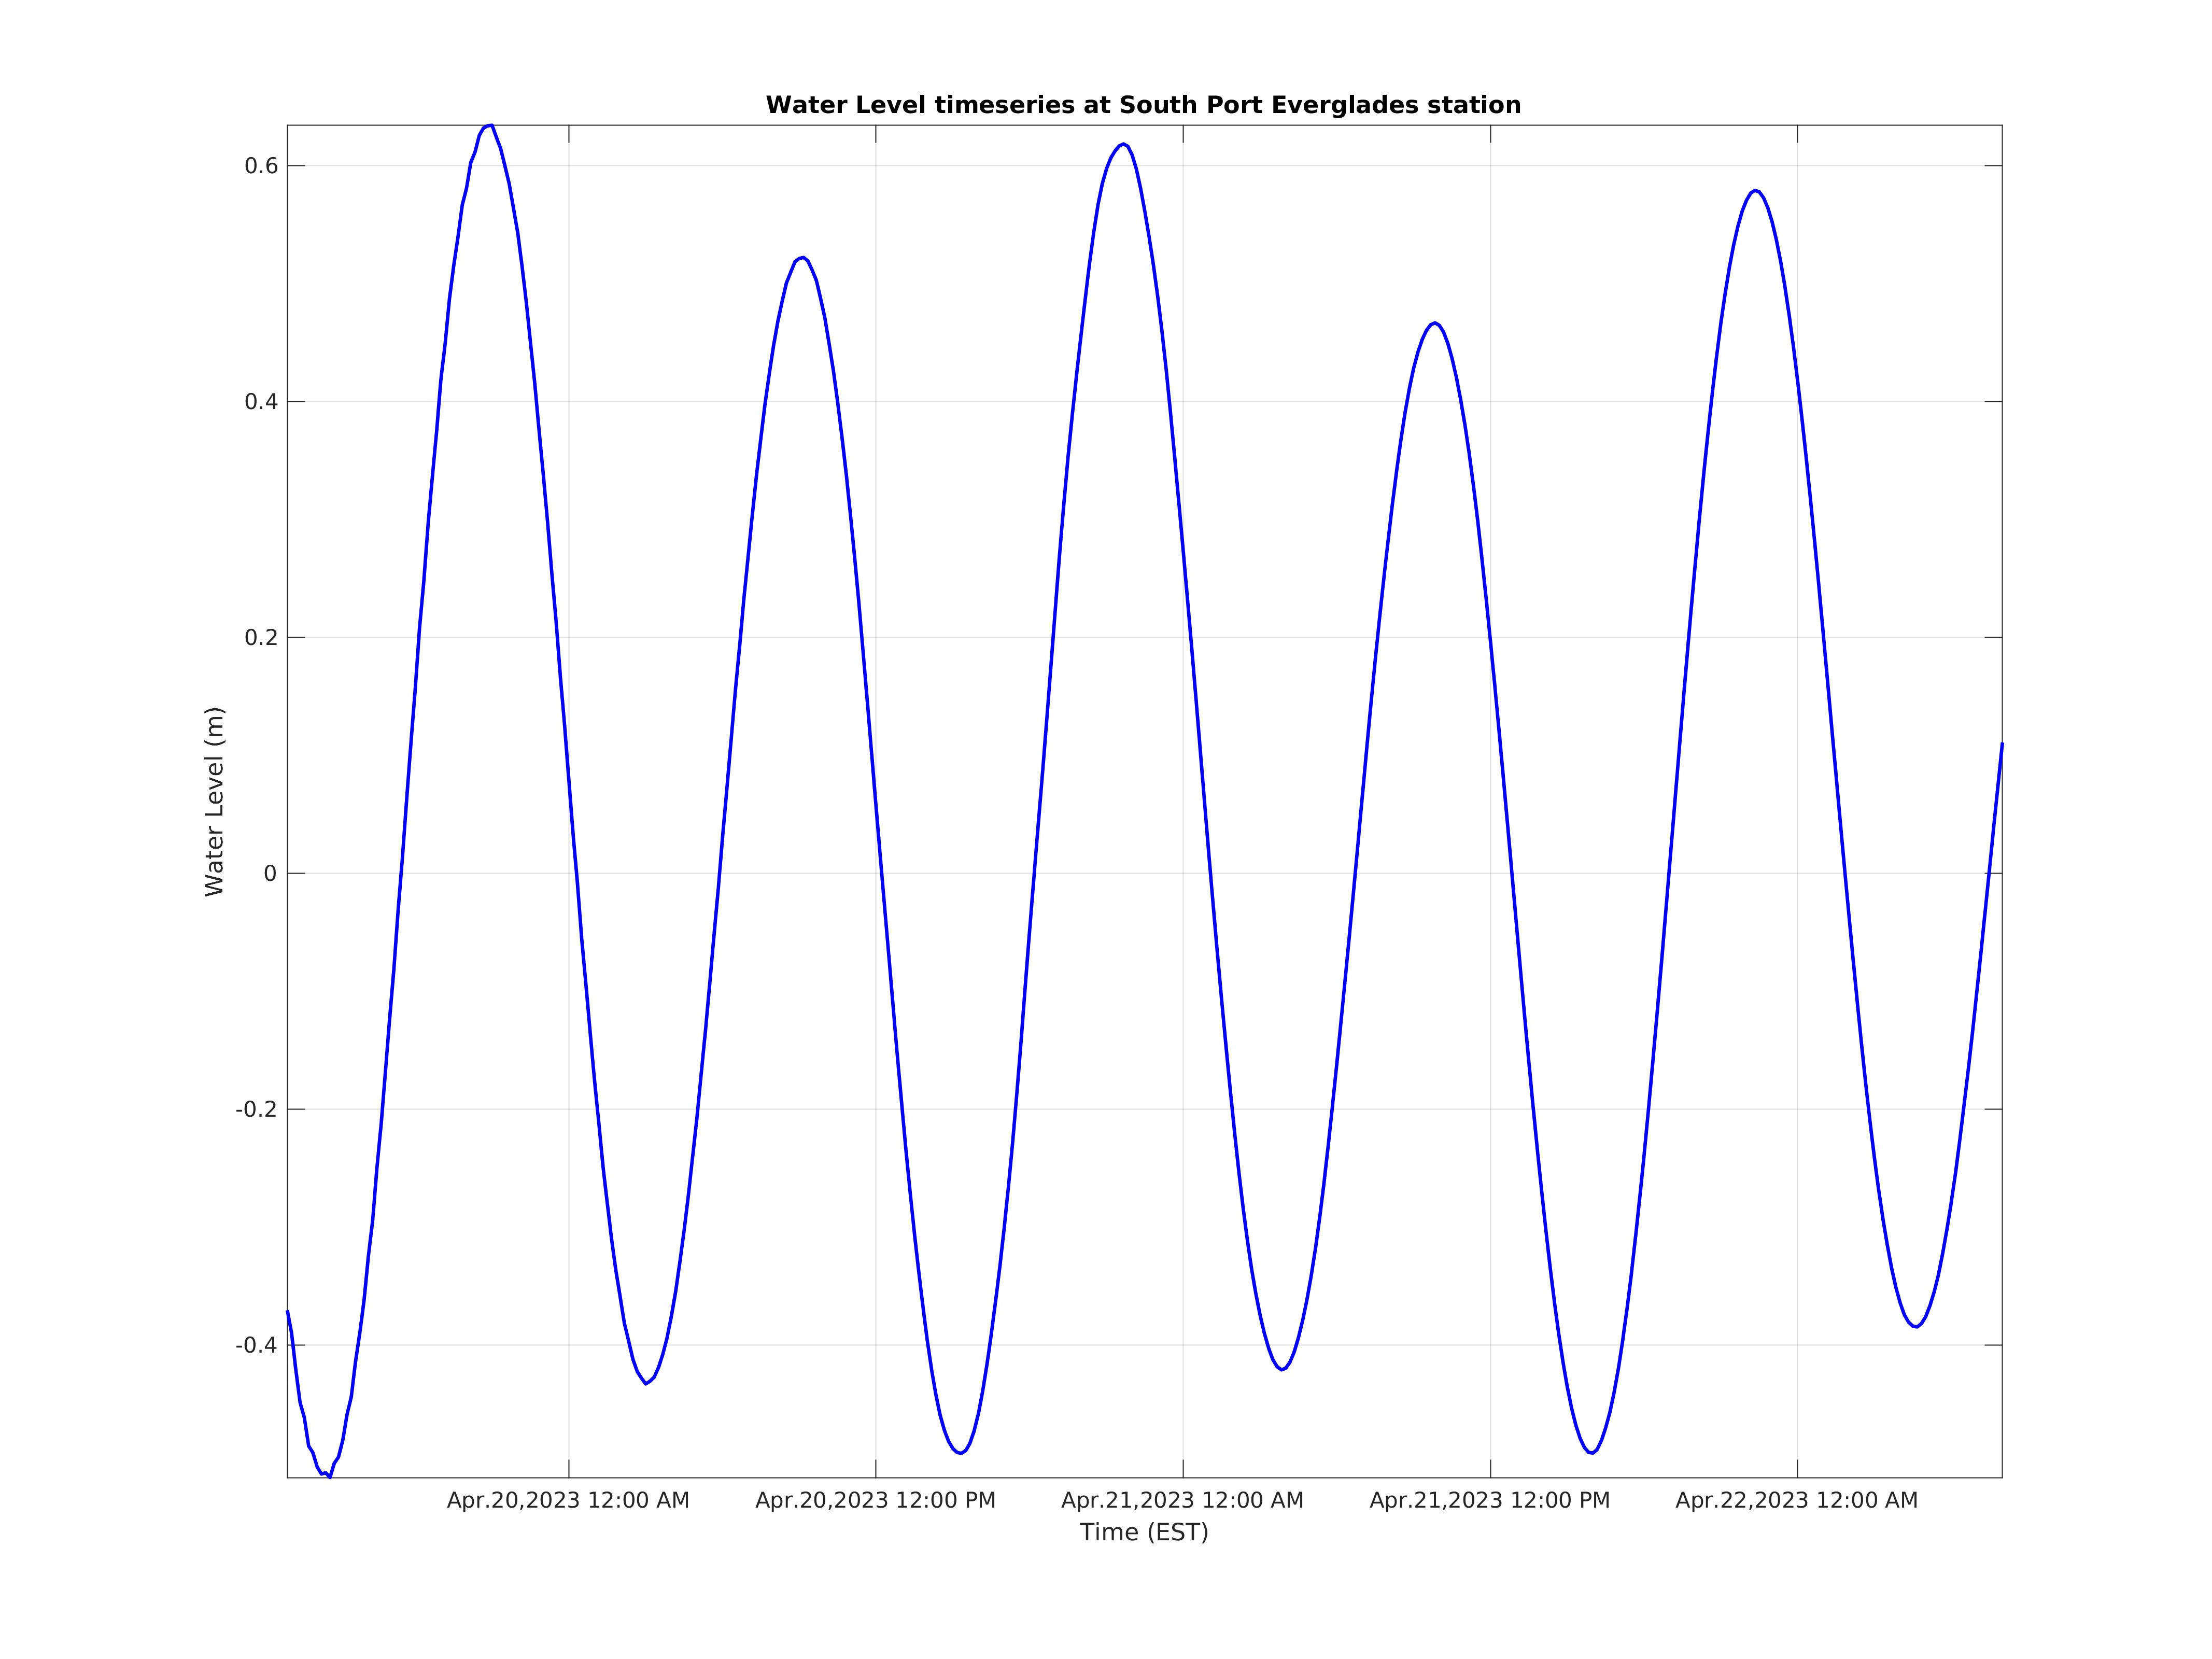 Water Level timeseries at South Port Everglades station
0.6
0.4
0.2
0
-0.2
-0.4
Water Level (m)
Apr.20,2023 12:00 AM Apr.20,2023 12:00 PM Apr.21,2023 12:00 AM Apr.21,2023 12:00 PM Apr.22,2023 12:00 AM
Time (EST)